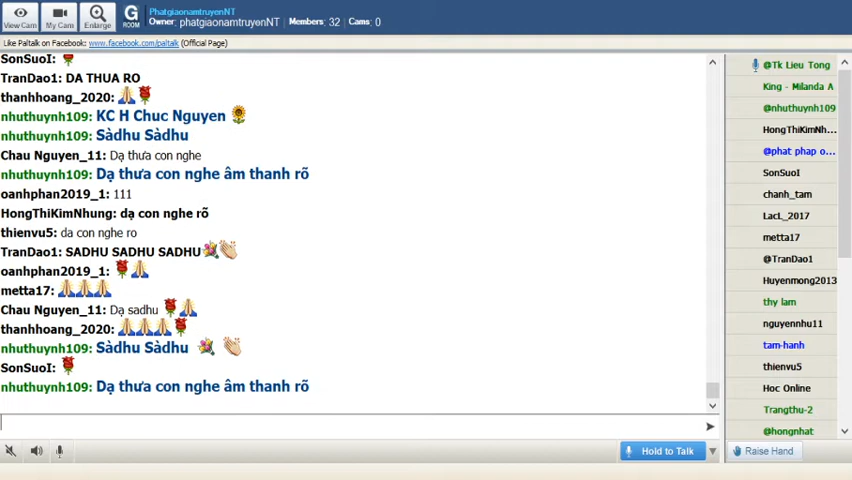 PhatgiaonamtruyenNT
Owner: phatgiaonamtruyenNT Members: 32 Cams: 0
View Cam My Cam Enlarge G ROOM
Like Paltalk on Facebook: www.facebook.com/paltalk (Official Page)
SonSuoI:
TranDao1: DA THUA RO
thanhhoang_2020:
nhuthuynh109: KC H Chuc Nguyen
nhuthuynh109: Sàdhu Sàdhu
Chau Nguyen_11: Dạ thưa con nghe
nhuthuynh109: Dạ thưa con nghe âm thanh rõ
oanhphan2019_1: 111
HongThiKimNhung: dạ con nghe rõ
thienvu5: da con nghe ro
TranDao1: SADHU SADHU SADHU
oanhphan2019_1:
metta17:
Chau Nguyen_11: Dạ sadhu
thanhhoang_2020:
nhuthuynh109: Sàdhu Sàdhu
SonSuoI:
nhuthuynh109: Dạ thưa con nghe âm thanh rõ
@Tk Lieu Tong
King - Milanda A
@nhuthuynh109
HongThiKimNh...
@phat phap o...
SonSuoI
chanh_tam
LacL_2017
metta17
@TranDao1
Huyenmong2013
thy lam
nguyennhu11
tam-hanh
thienvu5
Hoc Online
Trangthu-2
@hongnhat
Hold to Talk
Raise Hand